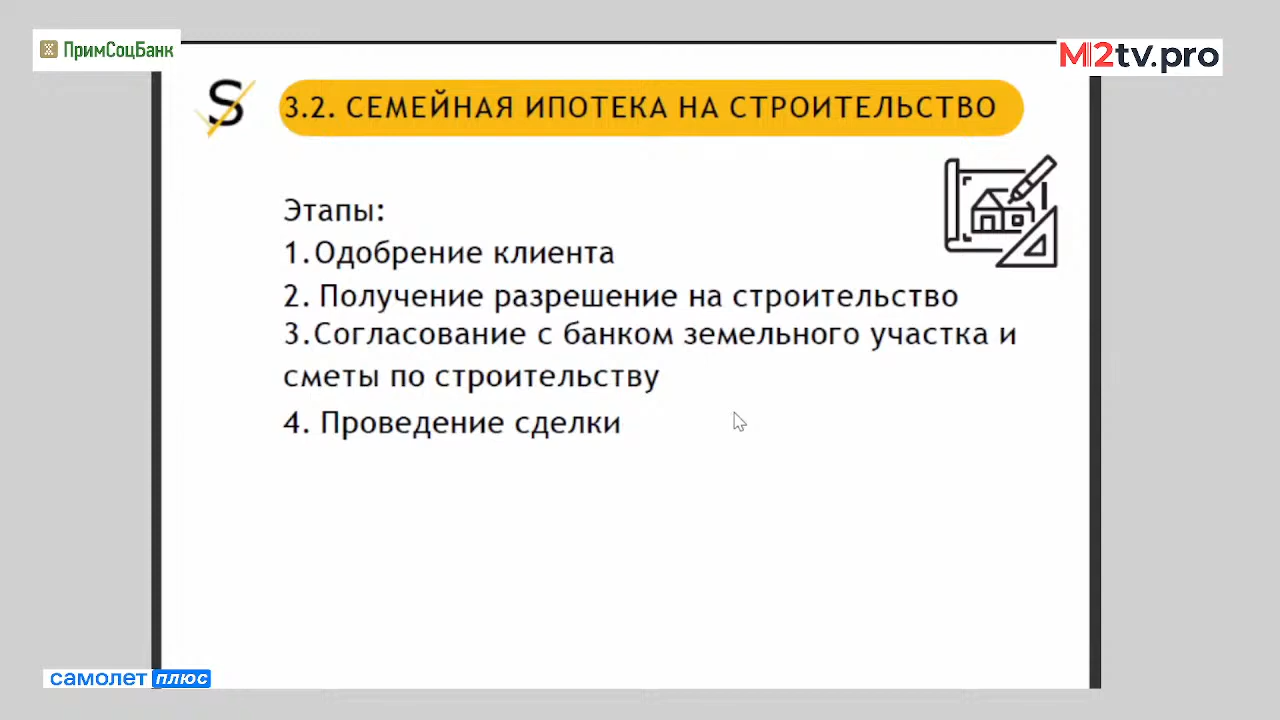 ПримСоцБанк
M2tv.pro
S
3.2. СЕМЕЙНАЯ ИПОТЕКА НА СТРОИТЕЛЬСТВО
Этапы:
1.Одобрение клиента
2. Получение разрешение на строительство
3.Согласование с банком земельного участка и
сметы по строительству
4. Проведение сделки
самолет плюс